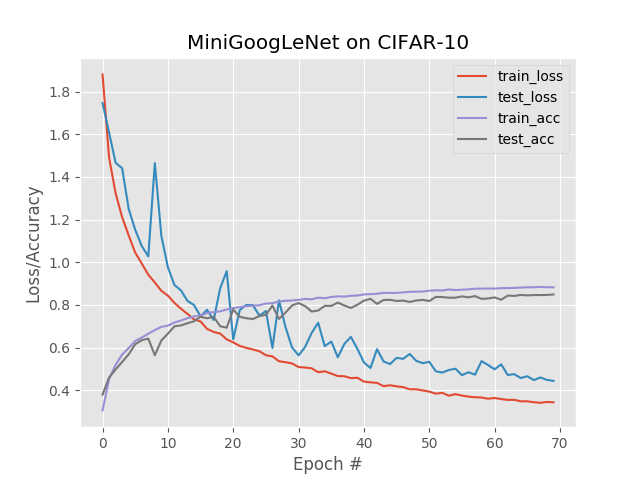 MiniGoogLeNet on CIFAR-10
train_loss
test_loss
train_acc
test_acc
Loss/Accuracy
1.8
1.6
1.4
1.2
1.0
0.8
0.6
0.4
0 10 20 30 40 50 60 70
Epoch #